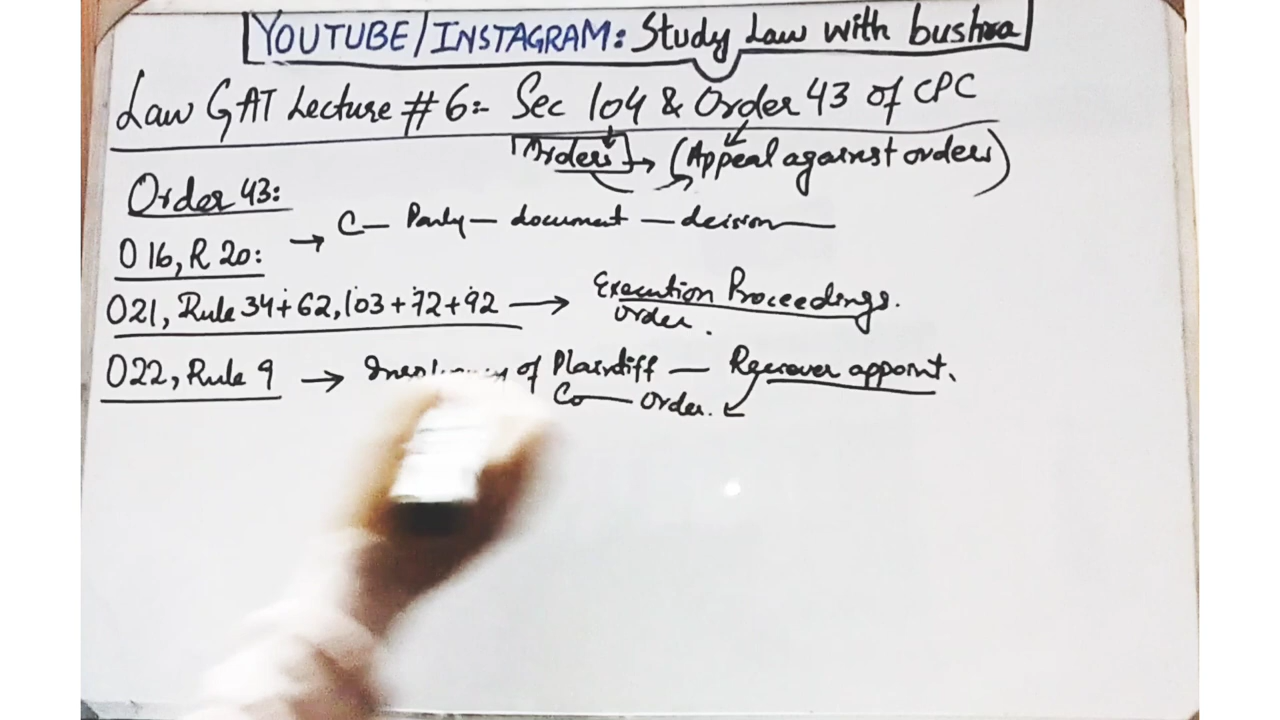 YOUTUBE/INSTAGRAM: Study Law with bushra
Law GAT Lecture # 6:- Sec 104 & Order 43 of CPC
Orders → (Appeal against orders)
Order 43:
O 16, R 20: → C — Party — document — decision —
O21, Rule 34+62,103+72+92 → Execution Proceedings.
order.
O22, Rule 9 → of Plaintiff — Receiver appoint.
Co — Order.